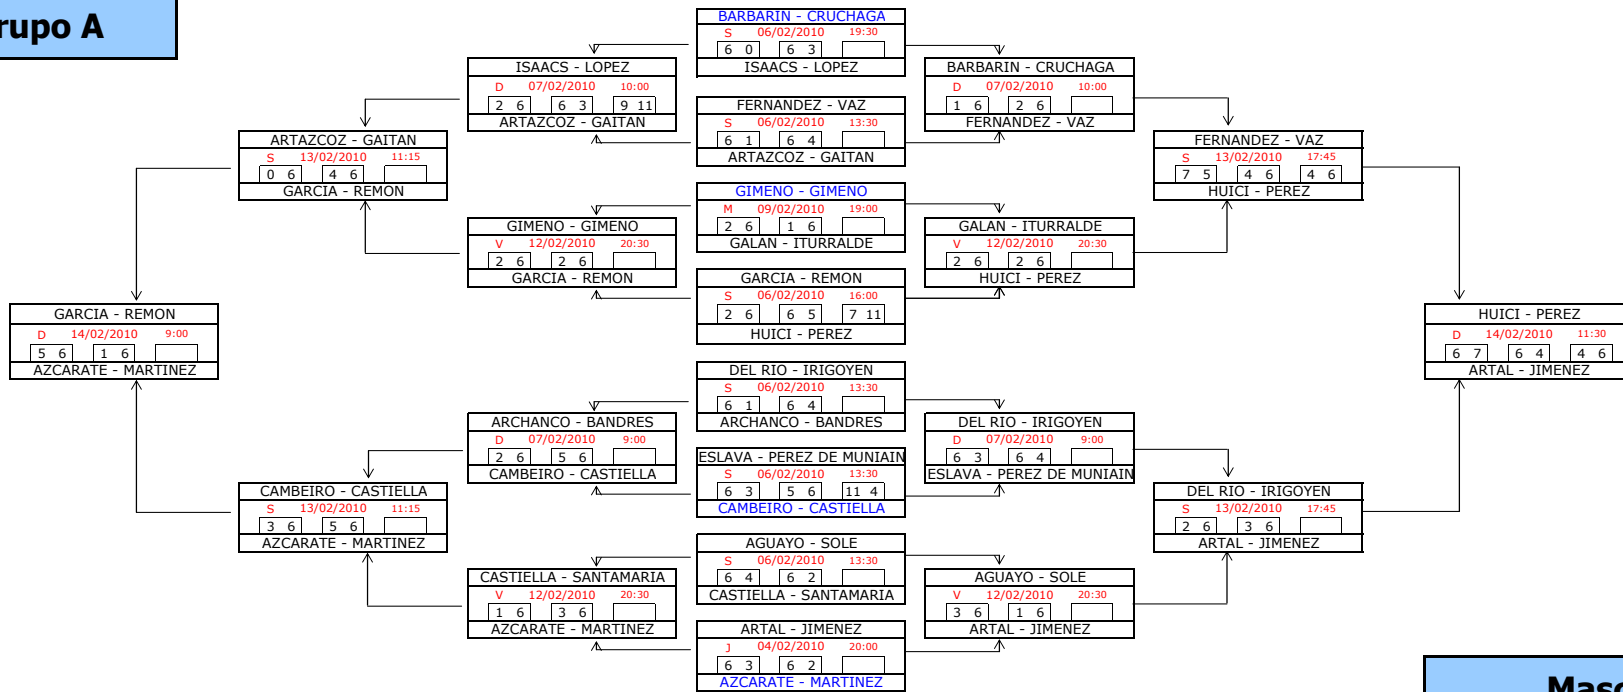 rupo A
BARBARIN - CRUCHAGA
S 06/02/2010 19:30
6 0 6 3
ISAACS - LOPEZ
ISAACS - LOPEZ
D 07/02/2010 10:00
2 6 6 3 9 11
ARTAZCOZ - GAITAN
BARBARIN - CRUCHAGA
D 07/02/2010 10:00
1 6 2 6
FERNANDEZ - VAZ
FERNANDEZ - VAZ
S 06/02/2010 13:30
6 1 6 4
ARTAZCOZ - GAITAN
ARTAZCOZ - GAITAN
S 13/02/2010 11:15
0 6 4 6
GARCIA - REMON
FERNANDEZ - VAZ
S 13/02/2010 17:45
7 5 4 6 4 6
HUICI - PEREZ
GIMENO - GIMENO
M 09/02/2010 19:00
2 6 1 6
GALAN - ITURRALDE
GIMENO - GIMENO
V 12/02/2010 20:30
2 6 2 6
GARCIA - REMON
GALAN - ITURRALDE
V 12/02/2010 20:30
2 6 2 6
HUICI - PEREZ
GARCIA - REMON
S 06/02/2010 16:00
2 6 6 5 7 11
HUICI - PEREZ
GARCIA - REMON
D 14/02/2010 9:00
5 6 1 6
AZCARATE - MARTINEZ
HUICI - PEREZ
D 14/02/2010 11:30
6 7 6 4 4 6
ARTAL - JIMENEZ
DEL RIO - IRIGOYEN
S 06/02/2010 13:30
6 1 6 4
ARCHANCO - BANDRES
ARCHANCO - BANDRES
D 07/02/2010 9:00
2 6 5 6
CAMBEIRO - CASTIELLA
DEL RIO - IRIGOYEN
D 07/02/2010 9:00
6 3 6 4
ESLAVA - PEREZ DE MUNIAIN
ESLAVA - PEREZ DE MUNIAIN
S 06/02/2010 13:30
6 3 5 6 11 4
CAMBEIRO - CASTIELLA
CAMBEIRO - CASTIELLA
S 13/02/2010 11:15
3 6 5 6
AZCARATE - MARTINEZ
DEL RIO - IRIGOYEN
S 13/02/2010 17:45
2 6 3 6
ARTAL - JIMENEZ
AGUAYO - SOLE
S 06/02/2010 13:30
6 4 6 2
CASTIELLA - SANTAMARIA
CASTIELLA - SANTAMARIA
V 12/02/2010 20:30
1 6 3 6
AZCARATE - MARTINEZ
AGUAYO - SOLE
V 12/02/2010 20:30
3 6 1 6
ARTAL - JIMENEZ
ARTAL - JIMENEZ
J 04/02/2010 20:00
6 3 6 2
AZCARATE - MARTINEZ
Masc